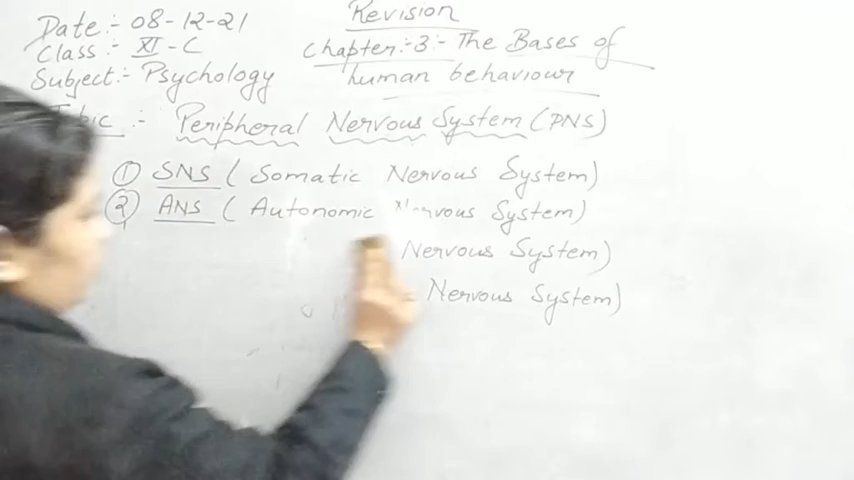 Revision
Date:- 08-12-21
Class:- XI-C
Chapter:-3:- The Bases of
Subject:- Psychology
human behaviour
:- Peripheral Nervous System (PNS)
① SNS ( Somatic Nervous System)
② ANS ( Autonomic Nervous System)
Nervous System)
Nervous System)